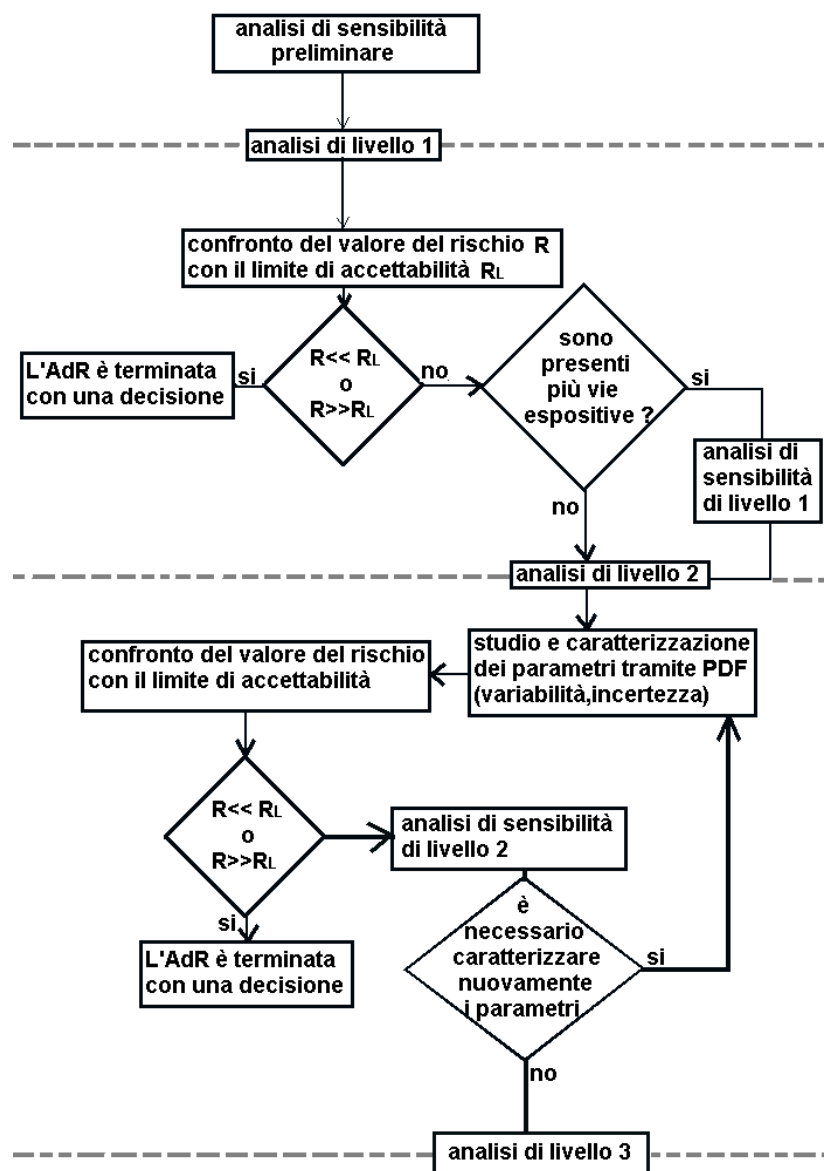 analisi di sensibilità
preliminare
analisi di livello 1
confronto del valore del rischio R
con il limite di accettabilità RL
R<< RL
o
R>>RL
si
L'AdR è terminata
con una decisione
no
sono
presenti
più vie
espositive ?
si
analisi di
sensibilità
di livello 1
no
analisi di livello 2
studio e caratterizzazione
dei parametri tramite PDF
(variabilità,incertezza)
confronto del valore del rischio
con il limite di accettabilità
R<< RL
o
R>>RL
si
L'AdR è terminata
con una decisione
analisi di sensibilità
di livello 2
è
necessario
caratterizzare
nuovamente
i parametri
si
no
analisi di livello 3